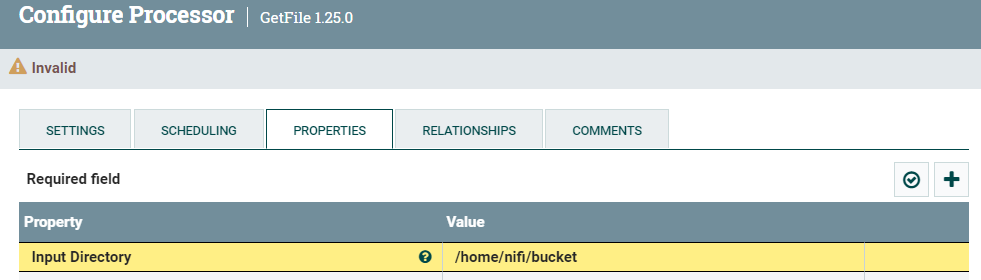 Configure Processor GetFile 1.25.0
Invalid
SETTINGS SCHEDULING PROPERTIES RELATIONSHIPS COMMENTS
Required field
Property Value
Input Directory /home/nifi/bucket